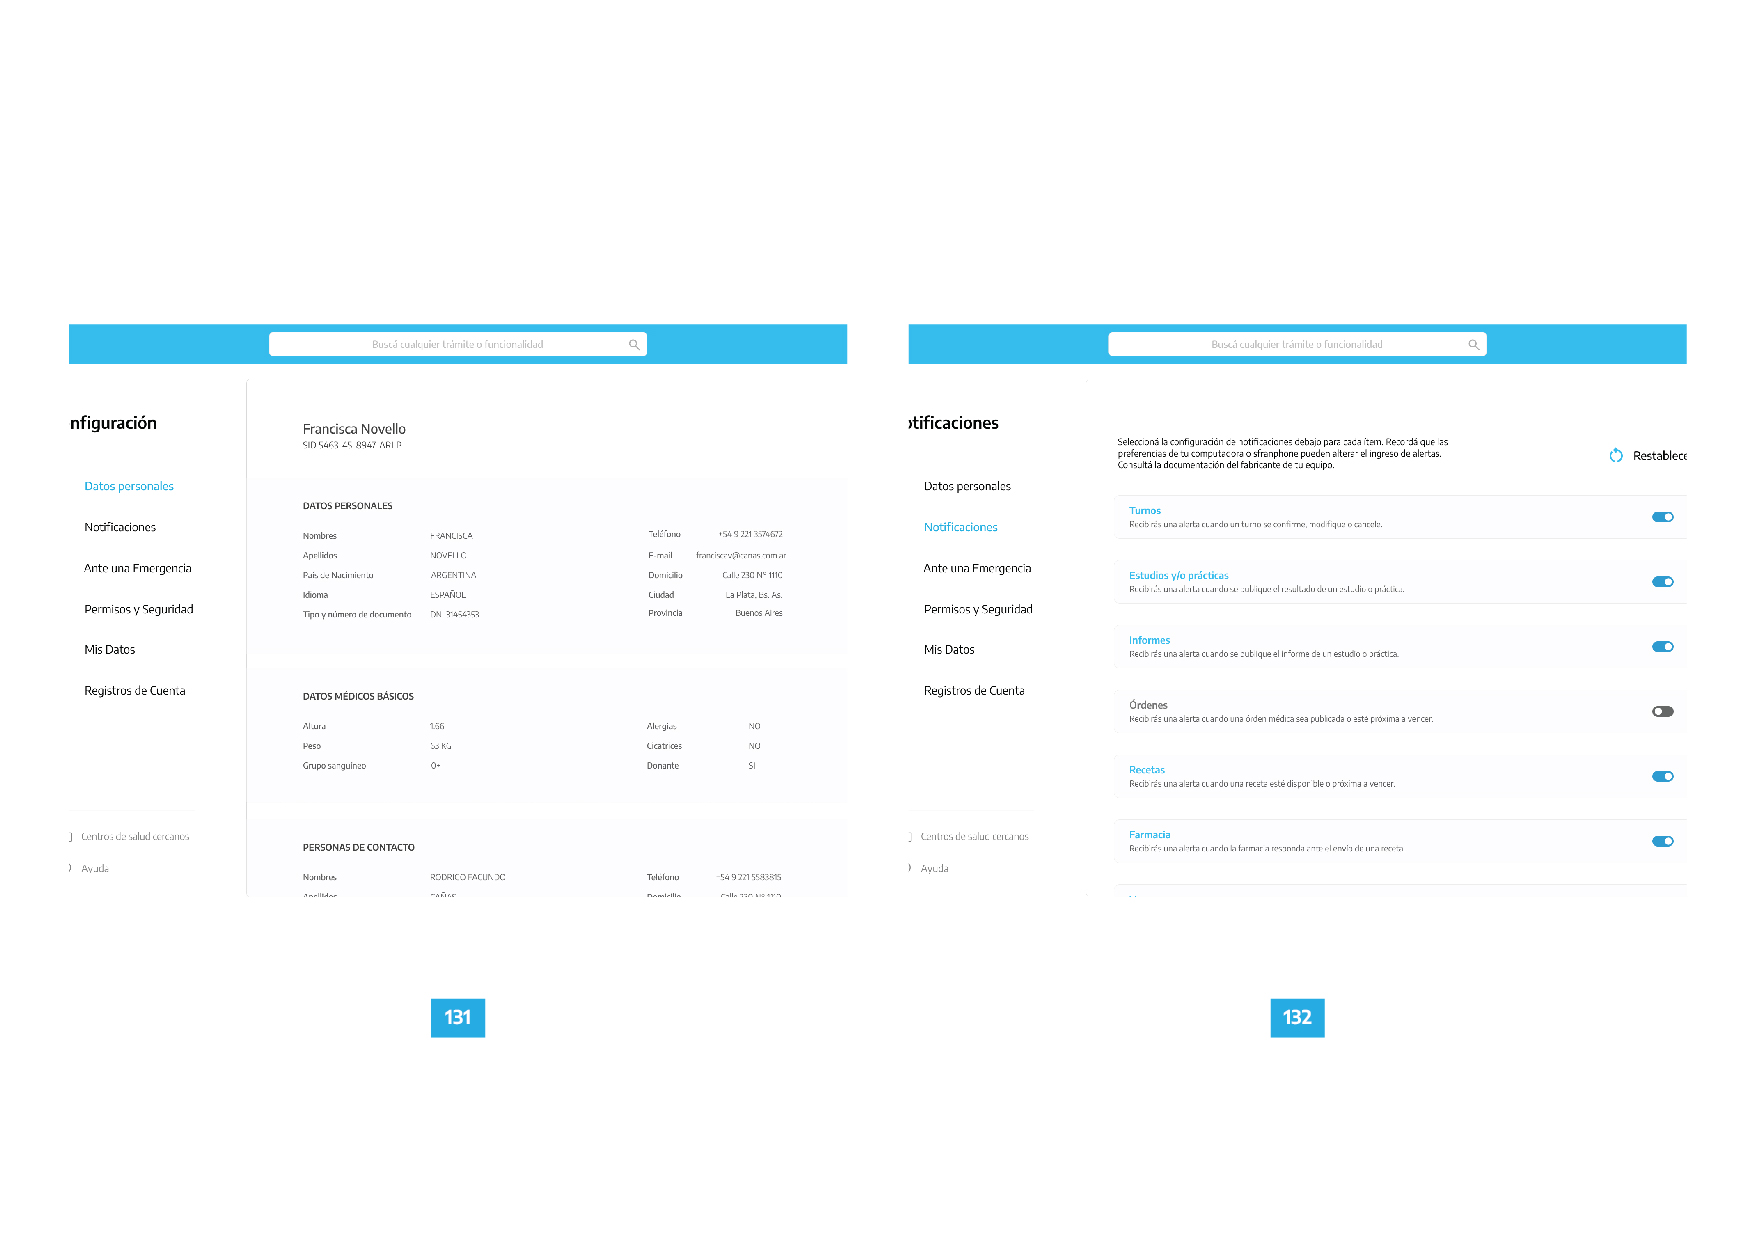 Buscá cualquier trámite o funcionalidad
nfiguración
Datos personales
Notificaciones
Ante una Emergencia
Permisos y Seguridad
Mis Datos
Registros de Cuenta
Centros de salud cercanos
Ayuda
Francisca Novello
SID 5463-45-8947-ARLP
DATOS PERSONALES
Nombres FRANCISCA Teléfono +54 9 221 3574672
Apellidos NOVELLO E-mail
País de Nacimiento ARGENTINA Domicilio Calle 230 N° 1110
Idioma ESPAÑOL Ciudad La Plata, Bs. As.
Tipo y número de documento Provincia Buenos Aires
DATOS MÉDICOS BÁSICOS
Altura 1.66 Alergias NO
Peso 63 KG Cicatrices NO
Grupo sanguíneo 0+ Donante SI
PERSONAS DE CONTACTO
Nombres RODRIGO FACUNDO Teléfono +54 9 221 5583815
Apellidos CAÑAS Domicilio Calle 230 N° 1110
131
Buscá cualquier trámite o funcionalidad
otificaciones
Datos personales
Notificaciones
Ante una Emergencia
Permisos y Seguridad
Mis Datos
Registros de Cuenta
Centros de salud cercanos
Ayuda
Seleccioná la configuración de notificaciones debajo para cada ítem. Recordá que las
preferencias de tu computadora o sfranphone pueden alterar el ingreso de alertas.
Consultá la documentación del fabricante de tu equipo.
Restablece
Turnos
Recibirás una alerta cuando un turno se confirme, modifique o cancele.
Estudios y/o prácticas
Recibirás una alerta cuando se publique el resultado de un estudio o práctica.
Informes
Recibirás una alerta cuando se publique el informe de un estudio o práctica.
Órdenes
Recibirás una alerta cuando una órden médica sea publicada o esté próxima a vencer.
Recetas
Recibirás una alerta cuando una receta esté disponible o próxima a vencer.
Farmacia
Recibirás una alerta cuando la farmacia responda ante el envío de una receta.
132